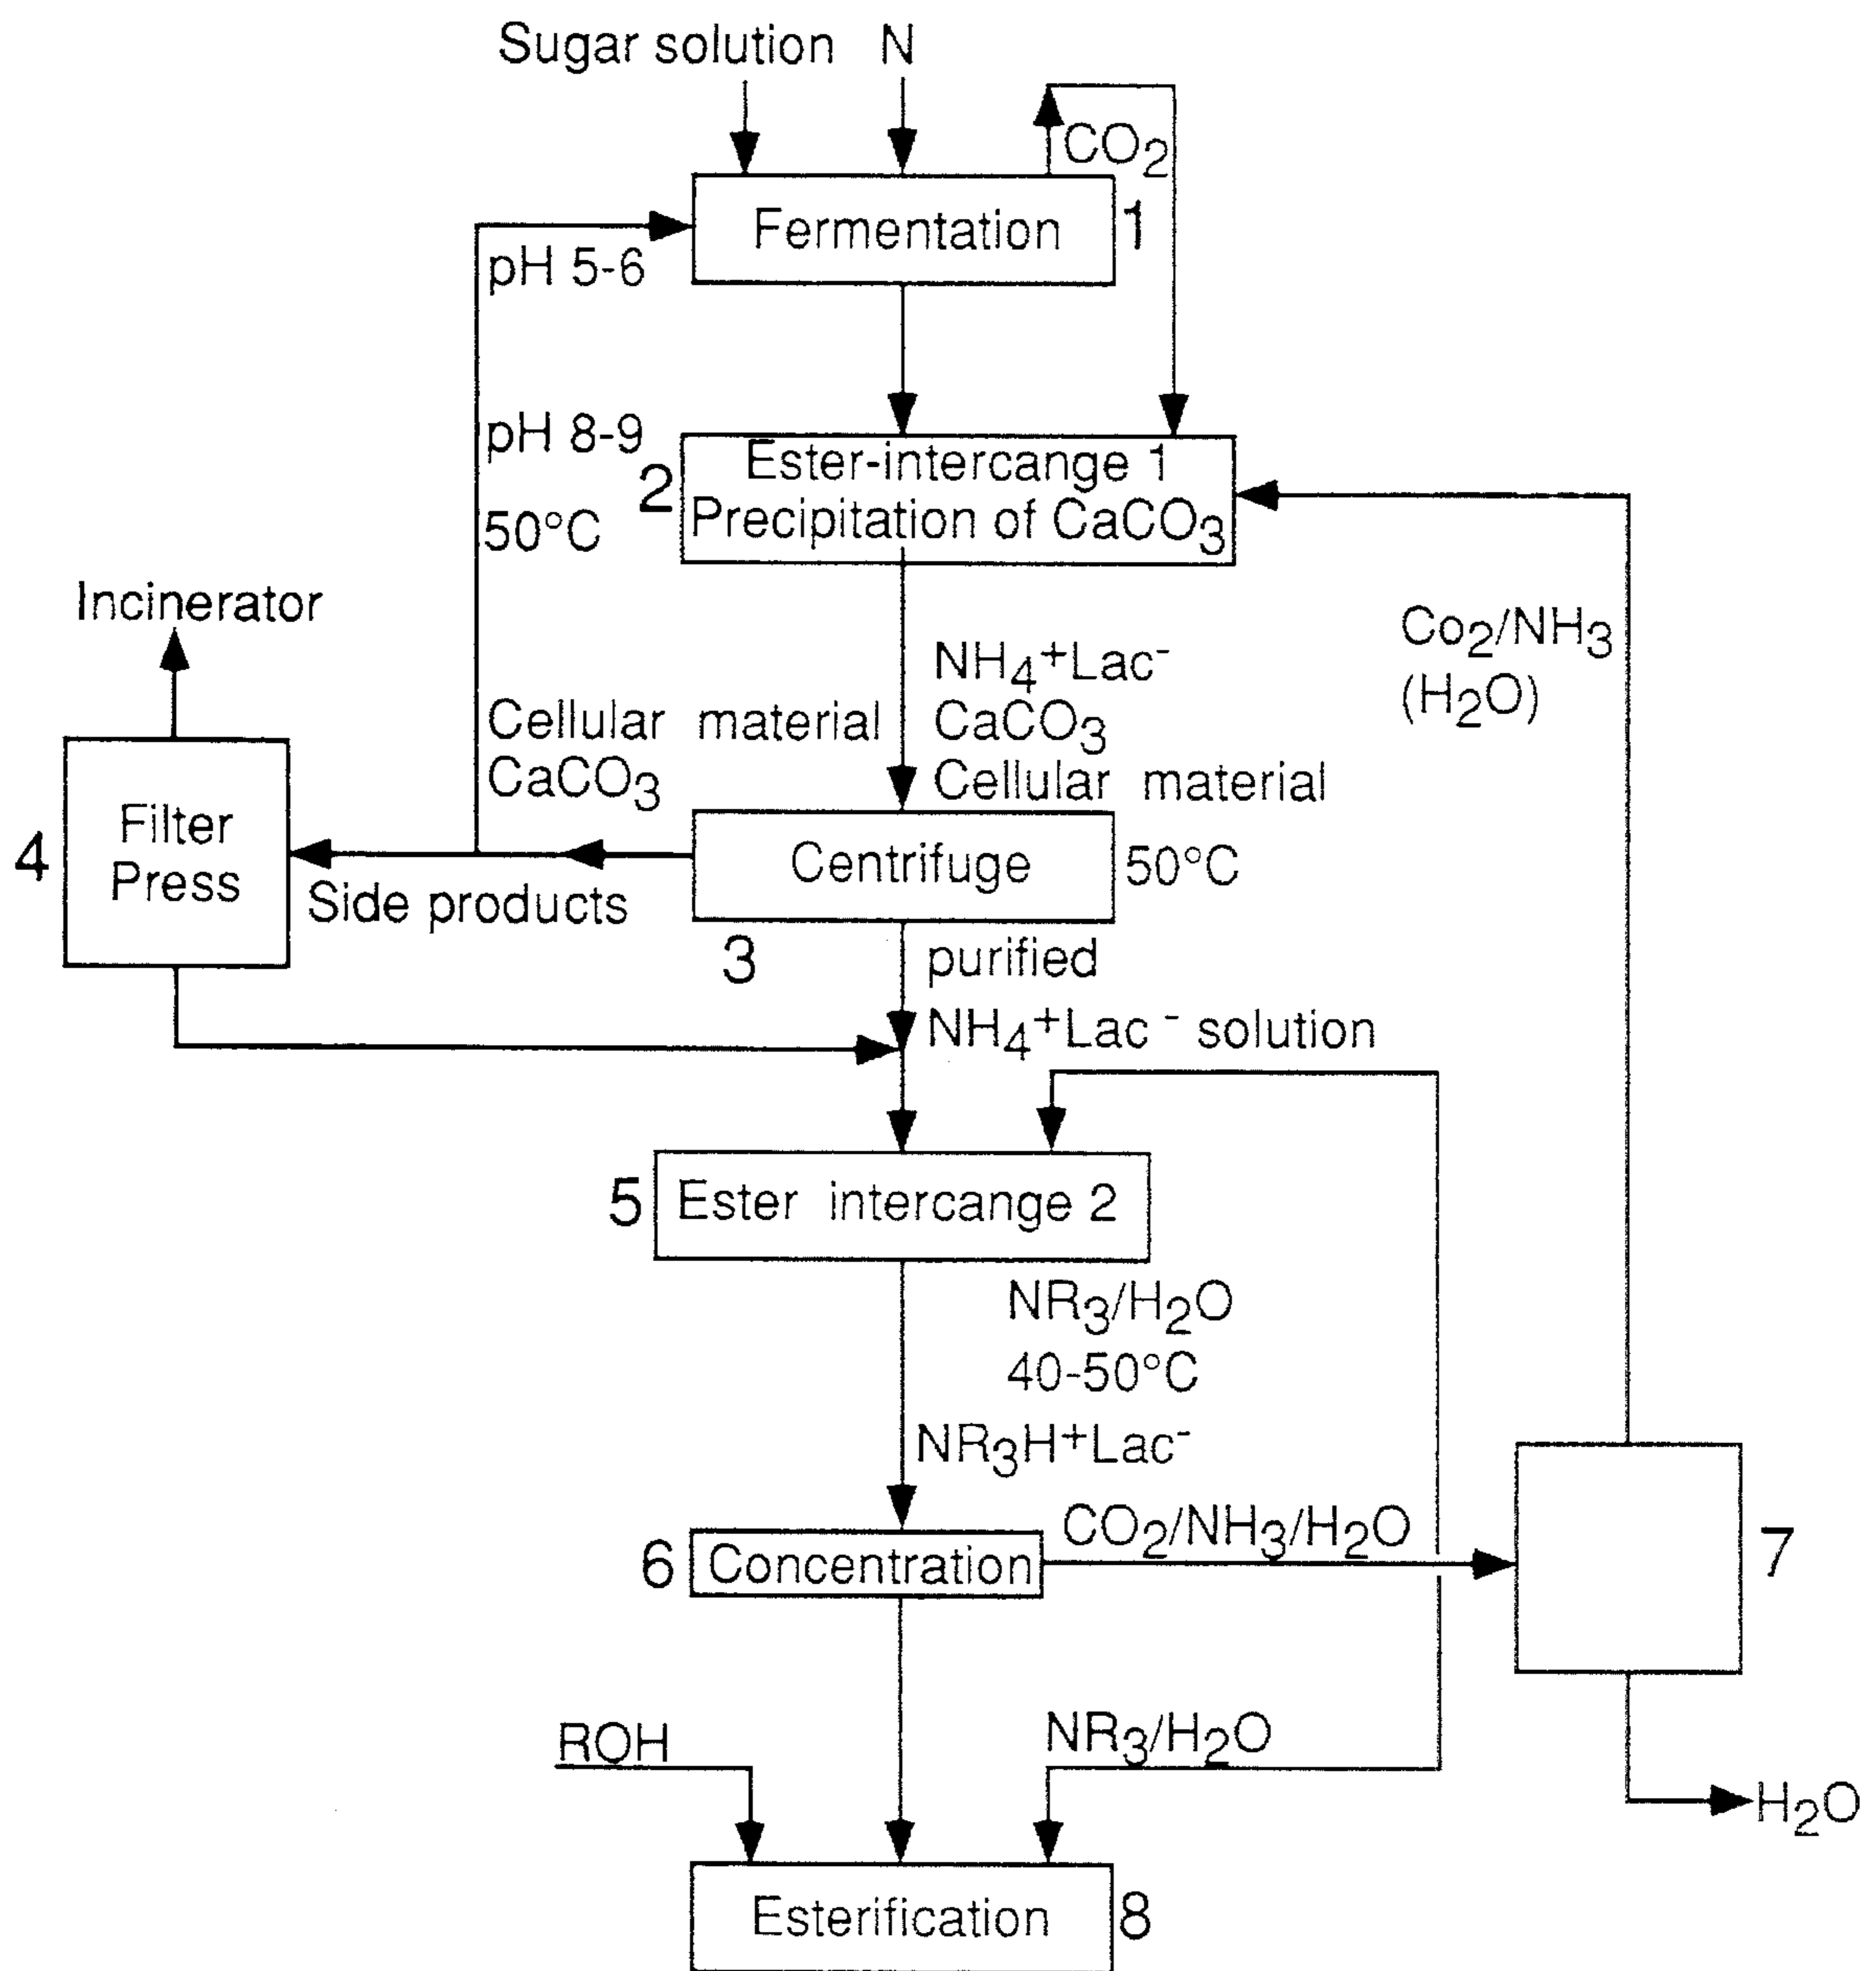 Sugar solution N
CO2
Fermentation 1
pH 5-6
pH 8-9
50°C
2
Ester-intercange 1
Precipitation of CaCO3
Incinerator
Co2/NH3
(H2O)
NH4+Lac-
CaCO3
Cellular material
Cellular material
CaCO3
4
Filter
Press
Side products
Centrifuge
50°C
3
purified
NH4+Lac - solution
5
Ester intercange 2
NR3/H2O
40-50°C
NR3H+Lac-
6
Concentration
CO2/NH3/H2O
7
ROH
NR3/H2O
H2O
Esterification 8